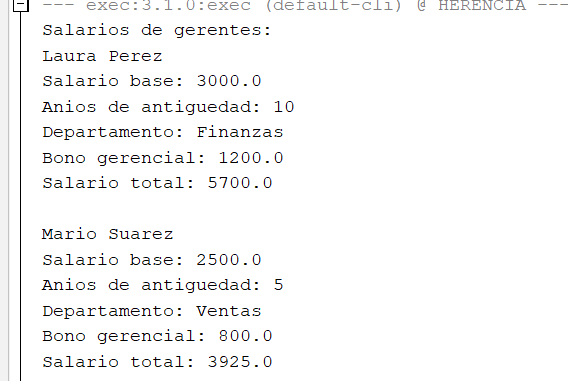 --- exec:3.1.0:exec (default-cli) @ HERENCIA ---
Salarios de gerentes:
Laura Perez
Salario base: 3000.0
Anios de antiguedad: 10
Departamento: Finanzas
Bono gerencial: 1200.0
Salario total: 5700.0
Mario Suarez
Salario base: 2500.0
Anios de antiguedad: 5
Departamento: Ventas
Bono gerencial: 800.0
Salario total: 3925.0